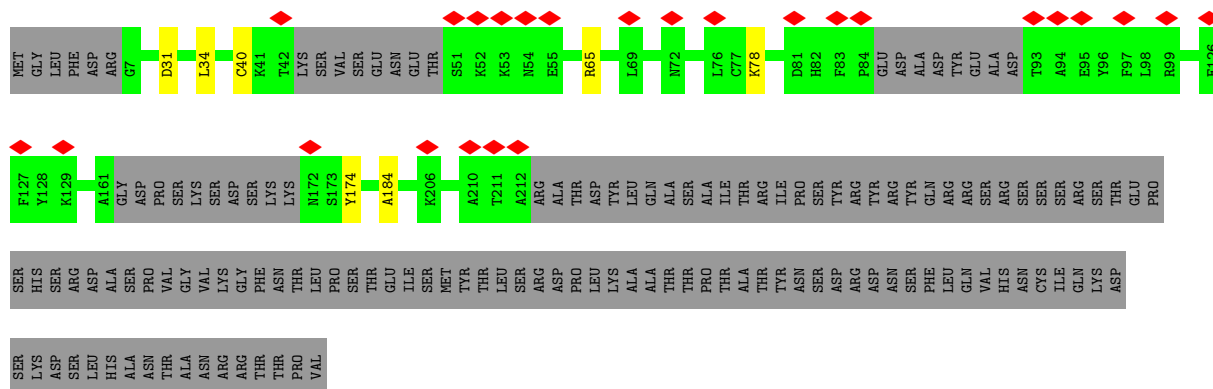 MET GLY LEU PHE ASP ARG G7 D31 L34 C40 K41 T42 LYS SER VAL SER GLU ASN GLU THR S51 K52 K53 N54 E55 R65 L69 N72 L76 C77 K78 D81 H82 F83 P84 GLU ASP ALA ASP TYR GLU ALA ASP T93 A94 E95 Y96 F97 L98 R99
F127 Y128 K129 A161 GLY ASP PRO SER LYS SER ASP SER LYS LYS N172 S173 Y174 A184 K206 A210 T211 A212 ARG ALA THR ASP TYR LEU GLN ALA SER ALA ILE THR ARG ILE PRO SER TYR ARG TYR ARG TYR GLN ARG ARG SER ARG SER SER SER ARG SER THR GLU PRO
SER HIS SER ARG ASP ALA SER PRO VAL GLY VAL LYS GLY PHE ASN THR LEU PRO SER THR GLU ILE SER MET TYR THR LEU SER ARG ASP PRO LEU LYS ALA ALA THR THR PRO THR ALA THR TYR ASN SER ASP ARG ASP ASN SER PHE LEU GLN VAL HIS ASN CYS ILE GLN LYS ASP
SER LYS ASP SER LEU HIS ALA ASN THR ALA ASN ARG ARG THR THR PRO VAL